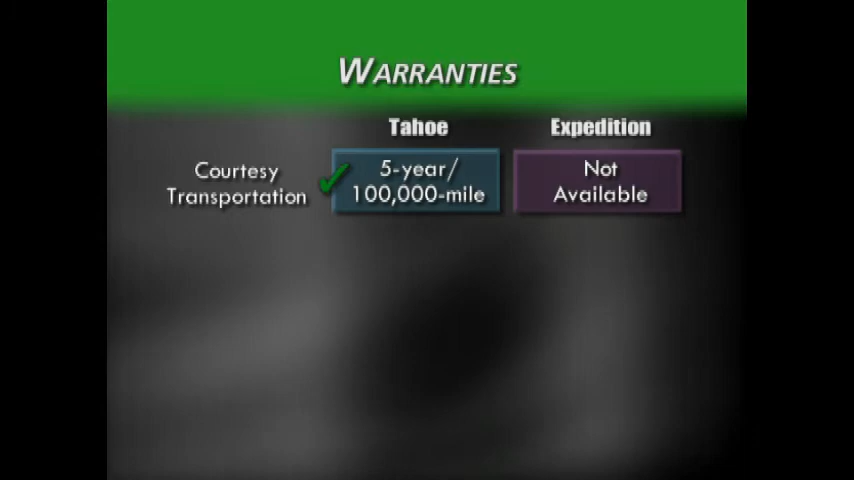 WARRANTIES
Tahoe Expedition
Courtesy Transportation
5-year/ 100,000-mile
Not Available